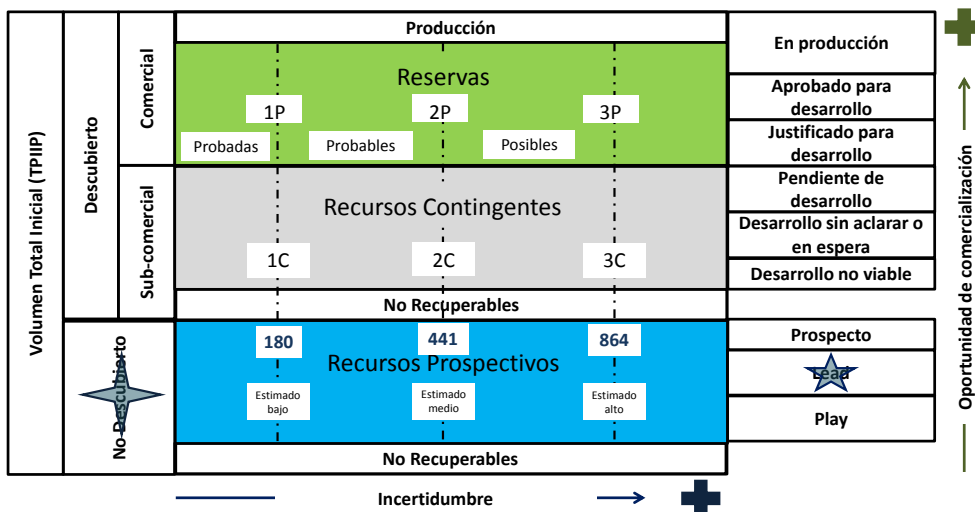 Volumen Total Inicial (TPIIP)
Descubierto
Comercial
Producción
Reservas
1P
2P
3P
Probadas
Probables
Posibles
En producción
Aprobado para
desarrollo
Justificado para
desarrollo
Sub-comercial
Recursos Contingentes
1C
2C
3C
No Recuperables
Pendiente de
desarrollo
Desarrollo sin aclarar o
en espera
Desarrollo no viable
No Descubierto
180
441
864
Recursos Prospectivos
Estimado
bajo
Estimado
medio
Estimado
alto
No Recuperables
Prospecto
Lead
Play
Oportunidad de comercialización
Incertidumbre